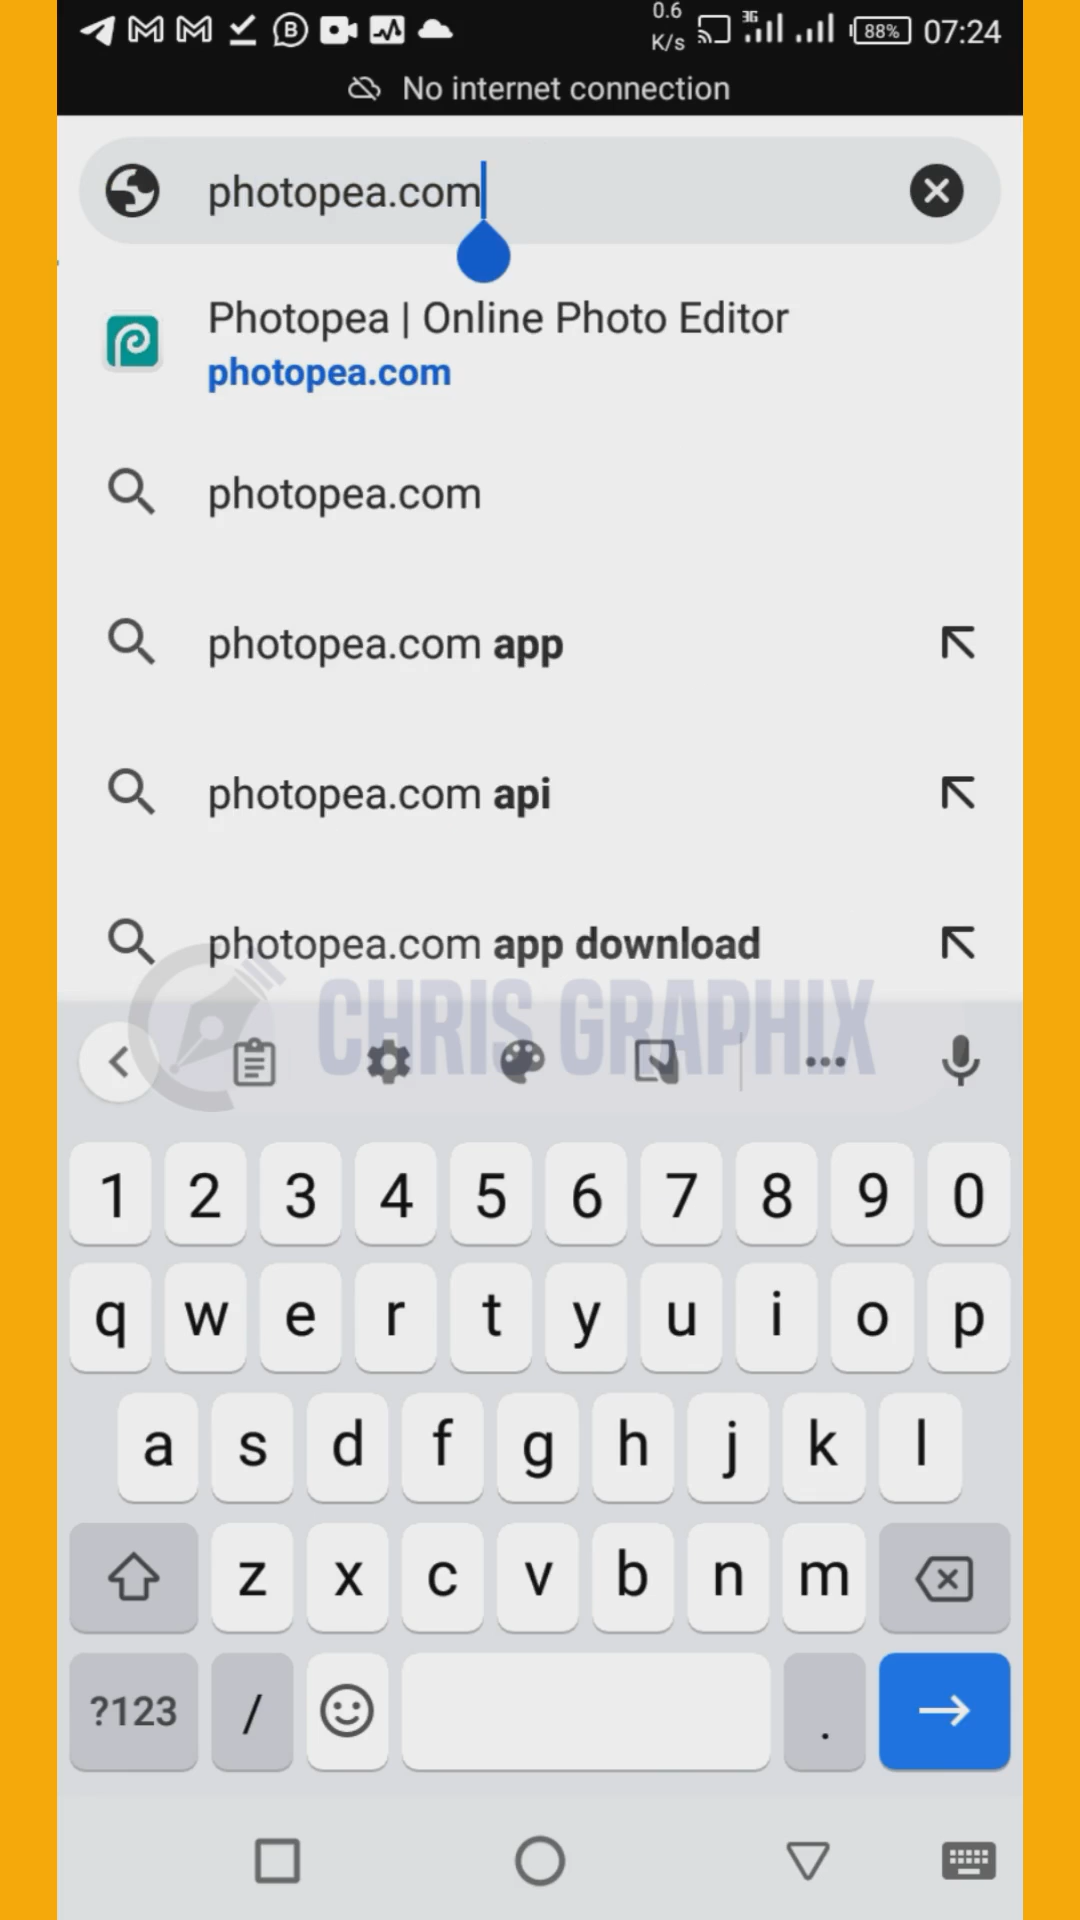 0.6
K/s
3G
88%
07:24
No internet connection
photopea.com
Photopea | Online Photo Editor
photopea.com
photopea.com
photopea.com app
photopea.com api
photopea.com app download
CHRIS GRAPHIX
1 2 3 4 5 6 7 8 9 0
q w e r t y u i o p
a s d f g h j k l
z x c v b n m
?123 / .